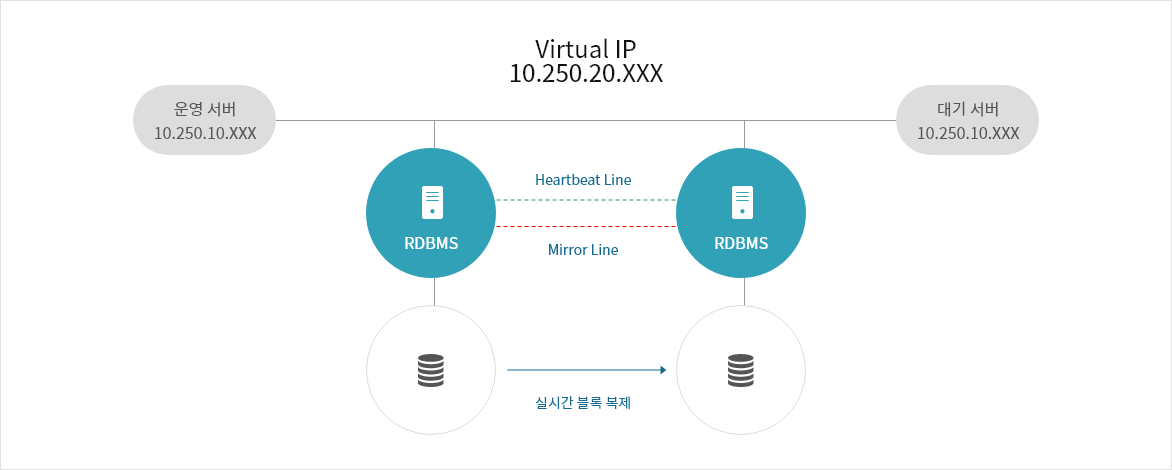 Virtual IP
10.250.20.XXX
운영 서버
10.250.10.XXX
대기 서버
10.250.10.XXX
Heartbeat Line
RDBMS
RDBMS
Mirror Line
실시간 블록 복제